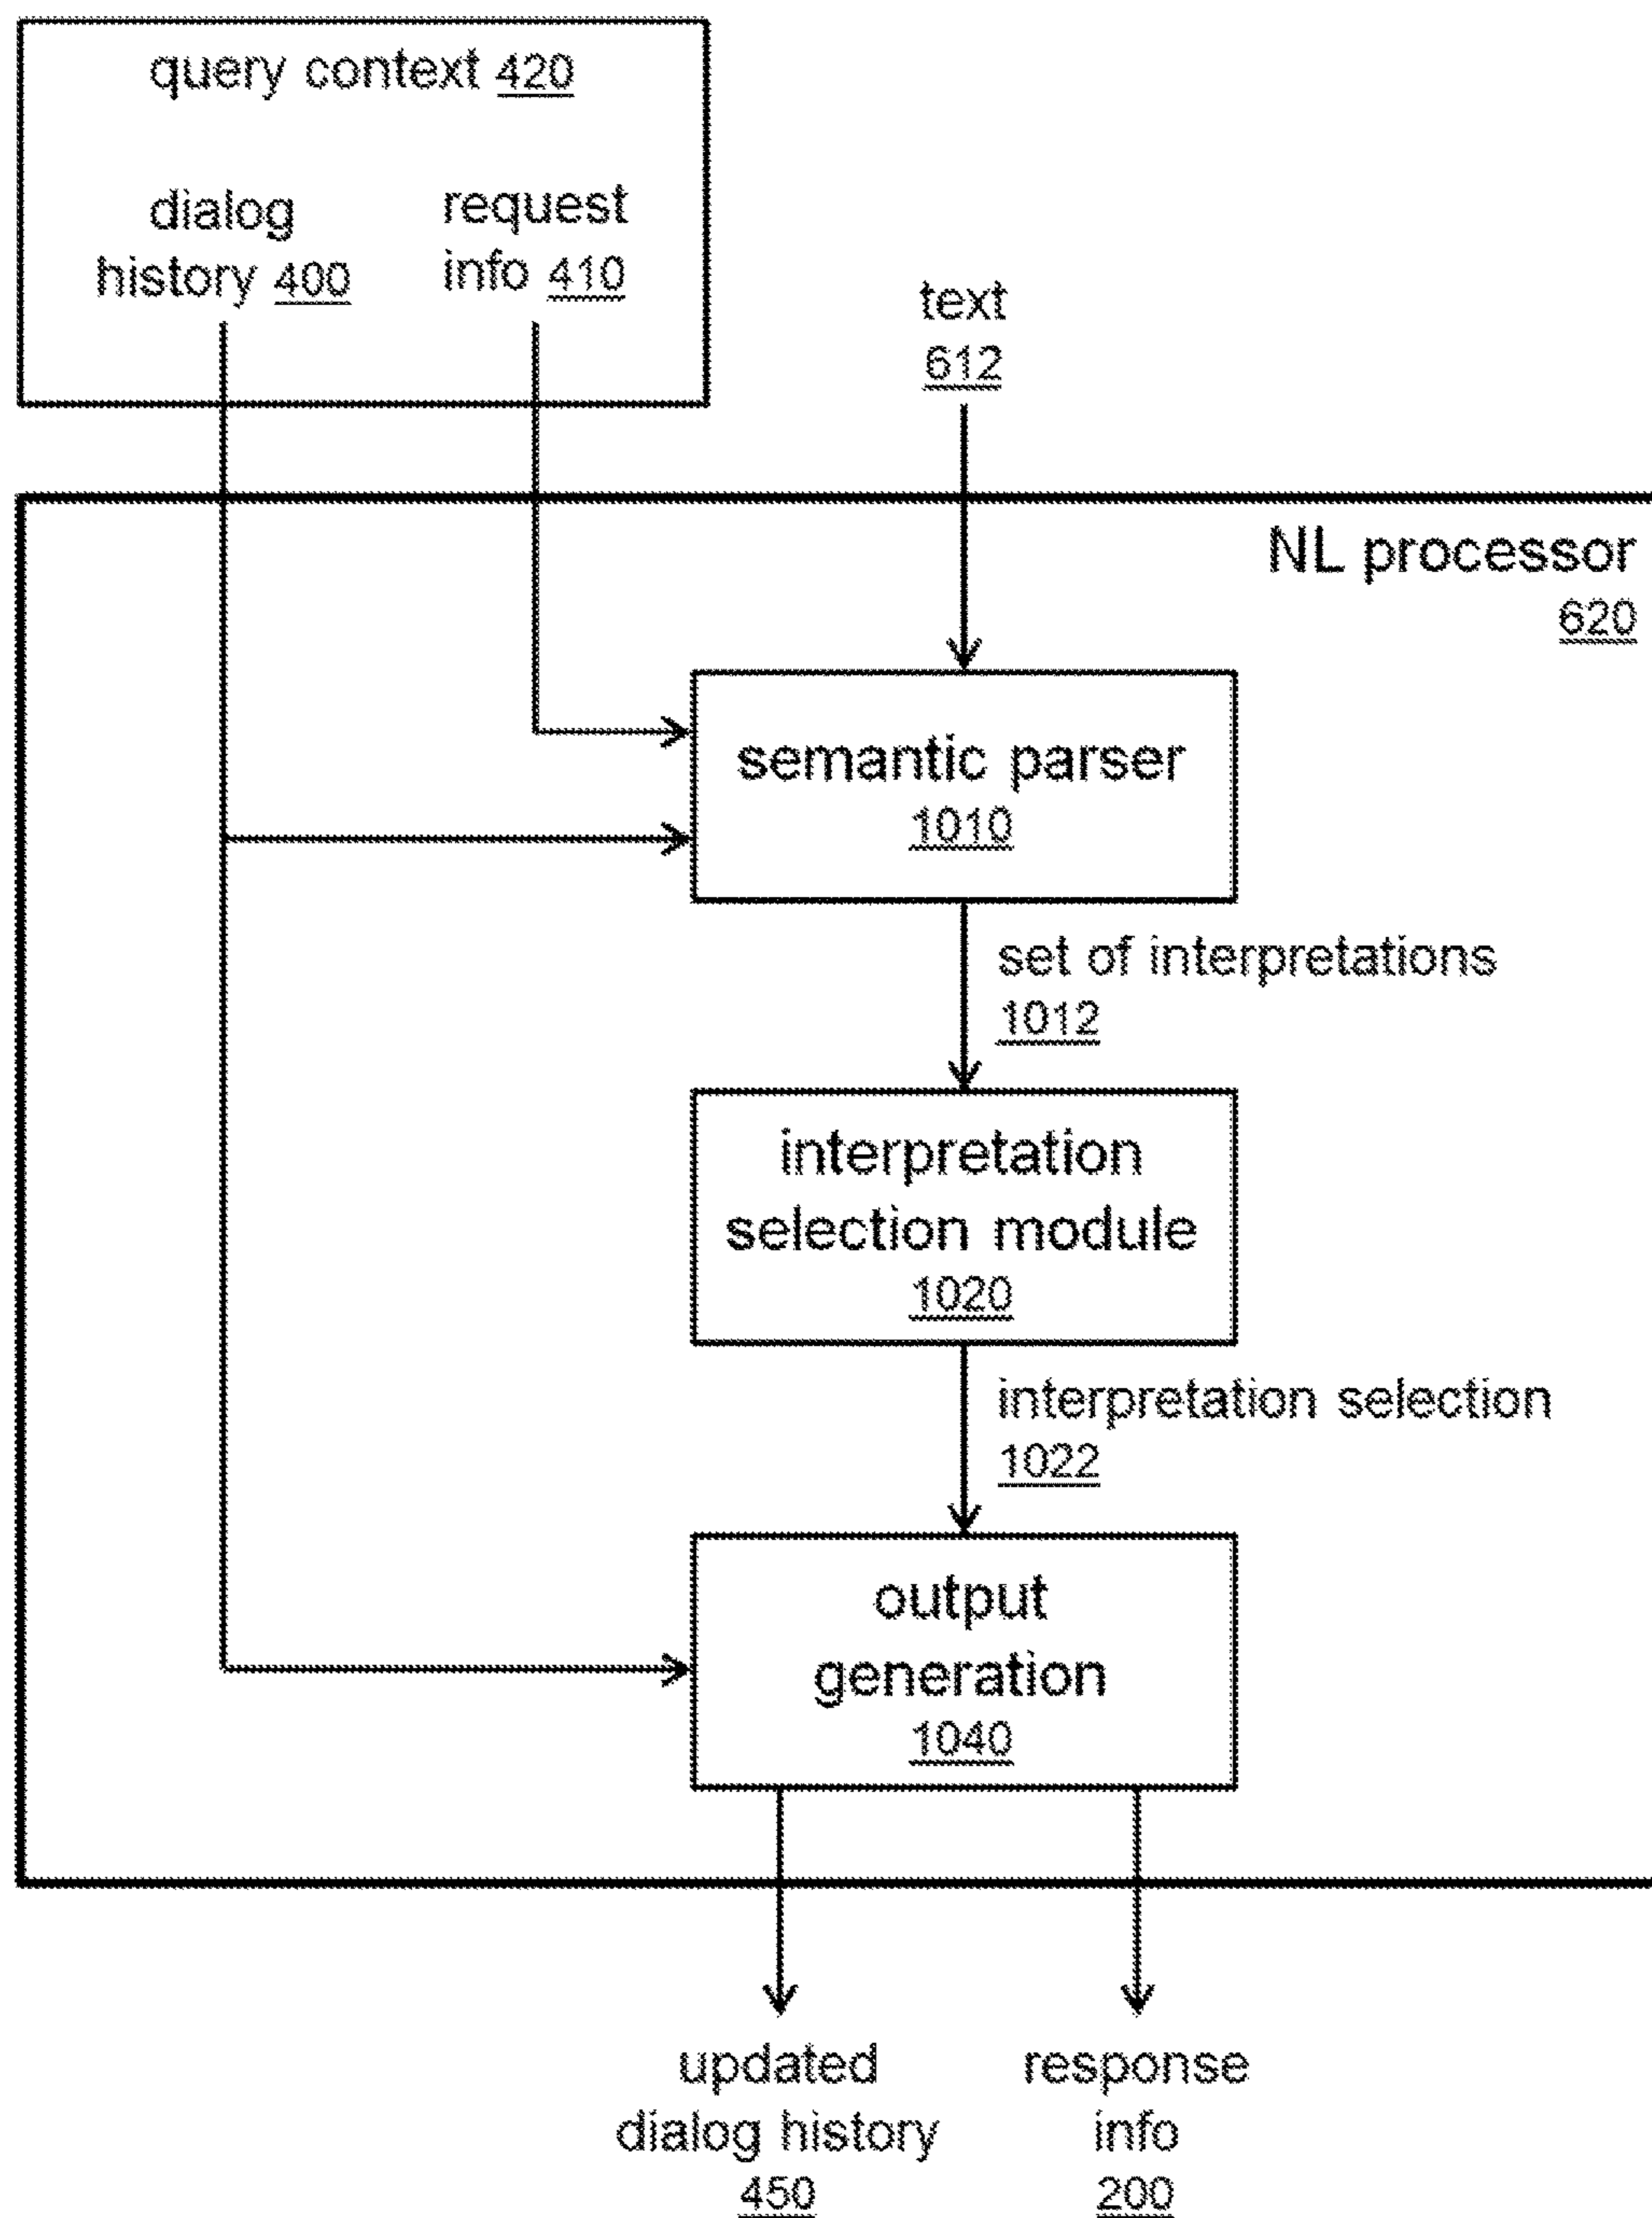 query context 420
dialog
history 400
request
info 410
text
612
NL processor
620
semantic parser
1010
set of interpretations
1012
interpretation
selection module
1020
interpretation selection
1022
output
generation
1040
updated
dialog history
450
response
info
200